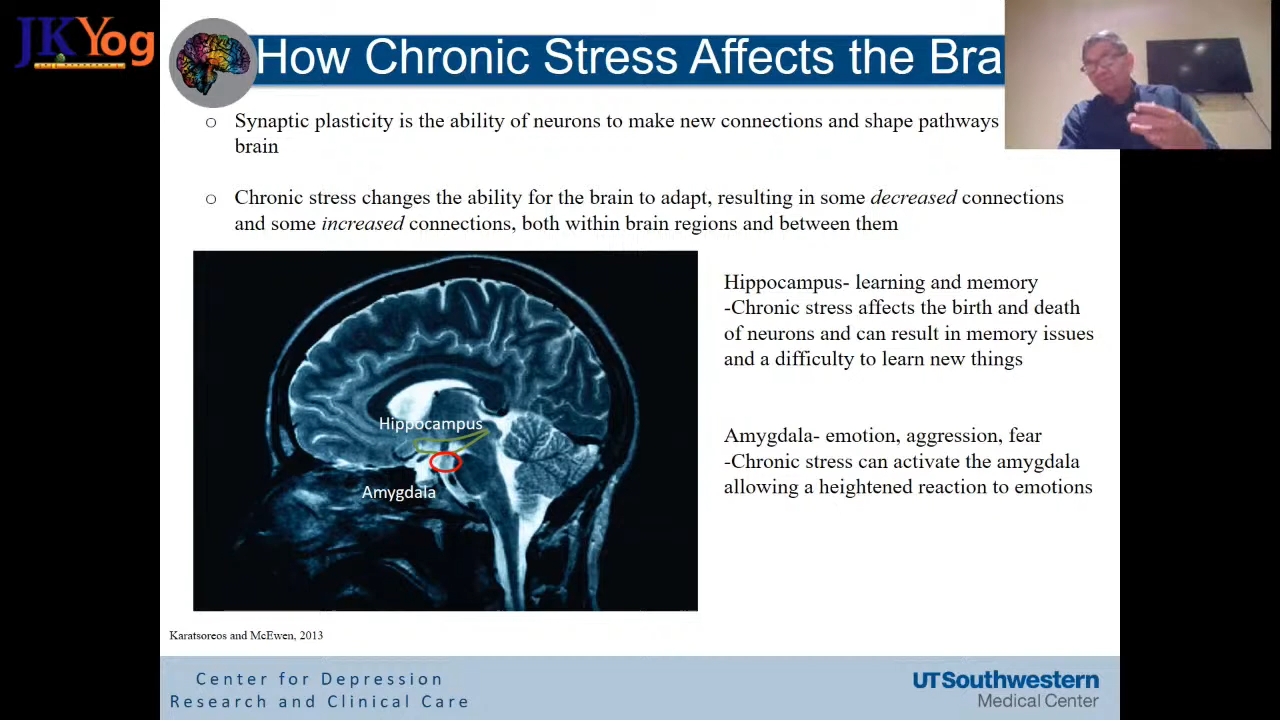 JKYog
How Chronic Stress Affects the Bra
Synaptic plasticity is the ability of neurons to make new connections and shape pathways
brain
Chronic stress changes the ability for the brain to adapt, resulting in some decreased connections
and some increased connections, both within brain regions and between them
Hippocampus- learning and memory
-Chronic stress affects the birth and death
of neurons and can result in memory issues
and a difficulty to learn new things
Hippocampus
Amygdala
Amygdala- emotion, aggression, fear
-Chronic stress can activate the amygdala
allowing a heightened reaction to emotions
Karatsoreos and McEwen, 2013
Center for Depression
Research and Clinical Care
UTSouthwestern
Medical Center